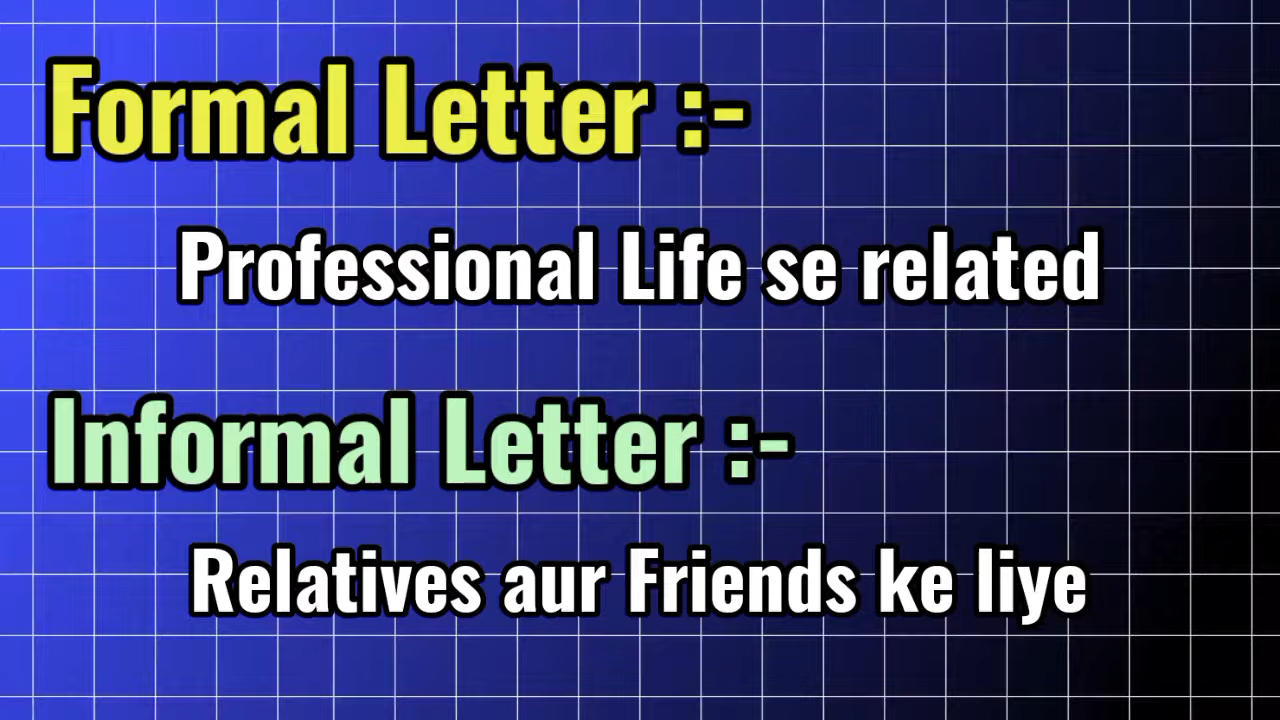 Formal Letter :-
Professional Life se related
Informal Letter :-
Relatives aur Friends ke liye